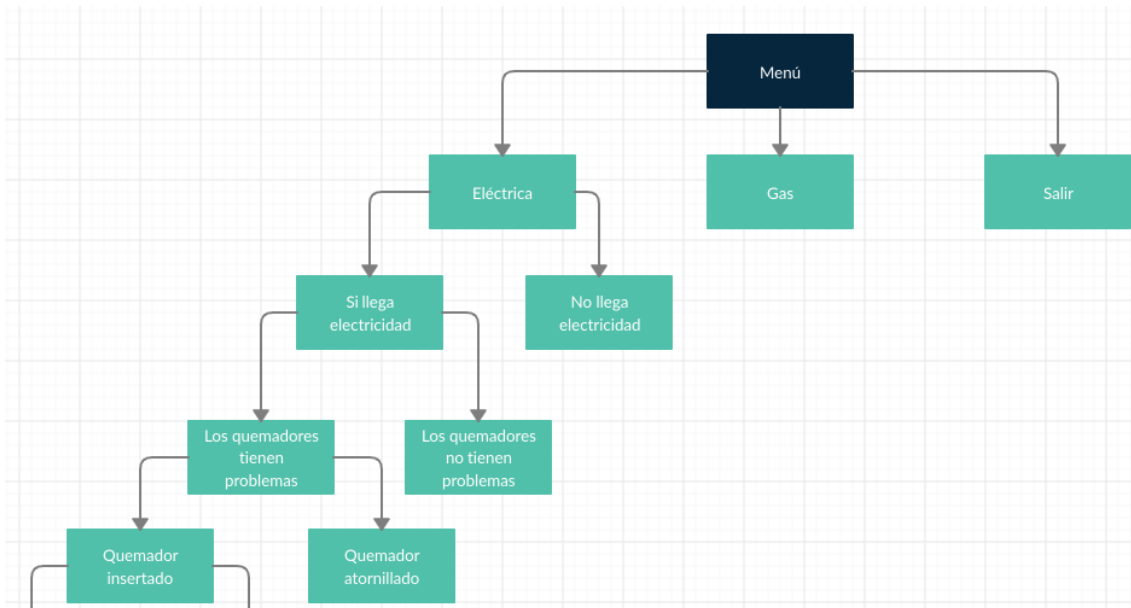 Menú
Eléctrica
Gas
Salir
Si llega
electricidad
No llega
electricidad
Los quemadores
tienen
problemas
Los quemadores
no tienen
problemas
Quemador
insertado
Quemador
atornillado